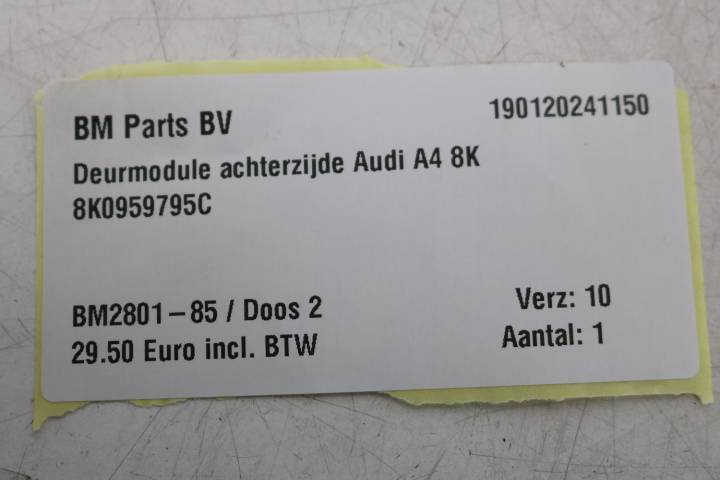 BM Parts BV 190120241150
Deurmodule achterzijde Audi A4 8K
8K0959795C
BM2801-85 / Doos 2 Verz: 10
29.50 Euro incl. BTW Aantal: 1